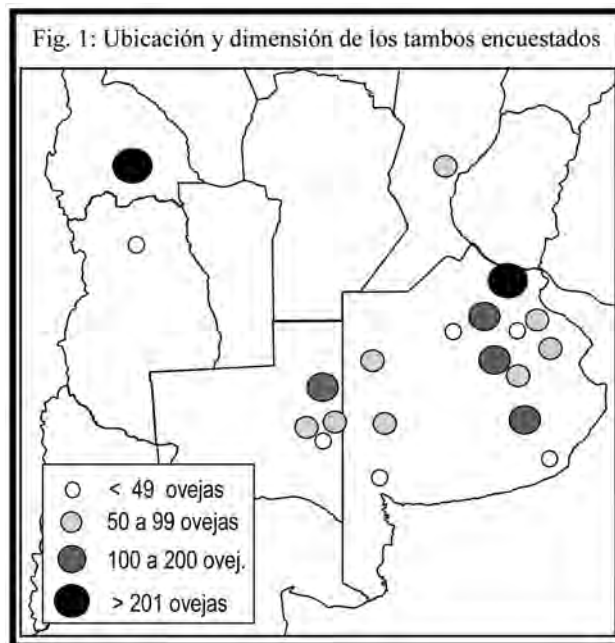 Fig. 1: Ubicación y dimensión de los tambos encuestados
< 49 ovejas
50 a 99 ovejas
100 a 200 ovej.
> 201 ovejas